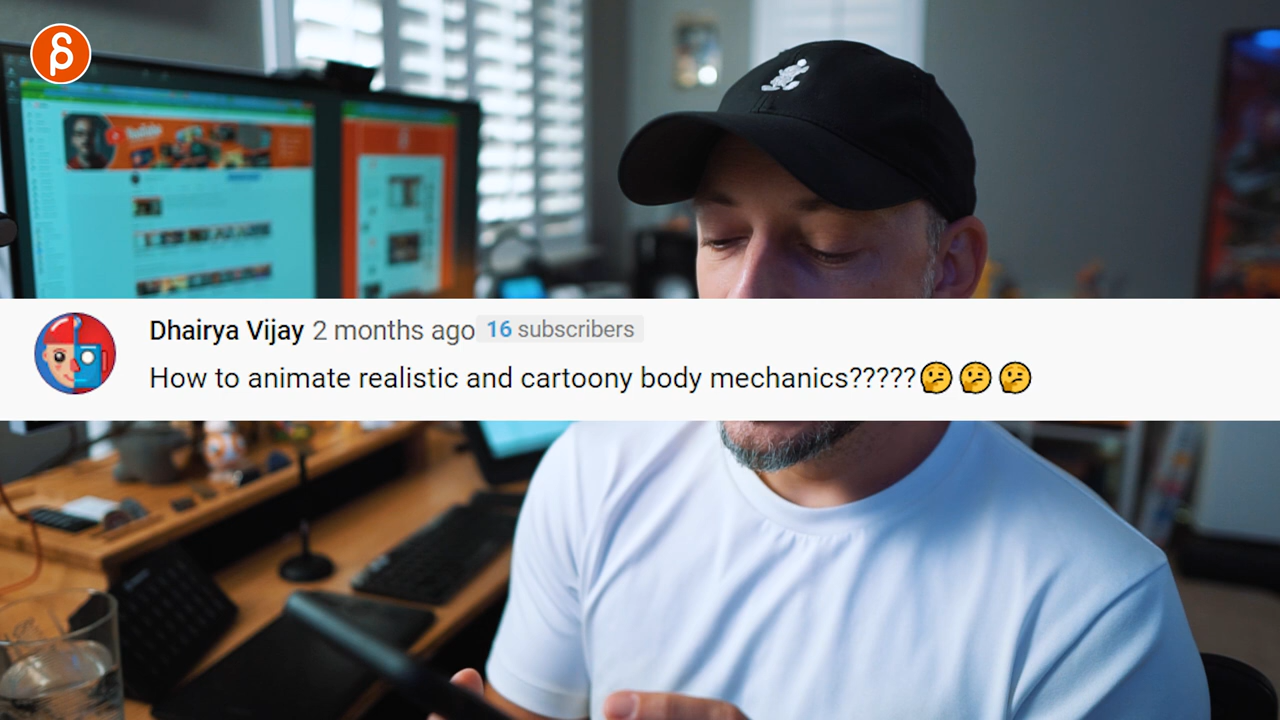 Dhairya Vijay 2 months ago 16 subscribers
How to animate realistic and cartoony body mechanics?????🤔🤔🤔